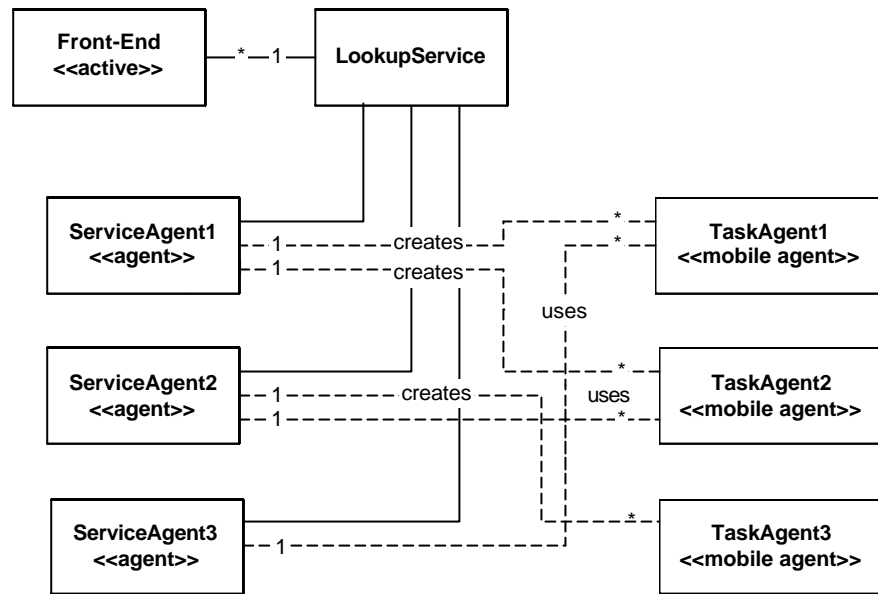 Front-End
<<active>>
* 1
LookupService
ServiceAgent1
<<agent>>
1 creates *
1 creates *
TaskAgent1
<<mobile agent>>
uses
ServiceAgent2
<<agent>>
1 creates
1
*
uses
*
TaskAgent2
<<mobile agent>>
ServiceAgent3
<<agent>>
1
*
TaskAgent3
<<mobile agent>>